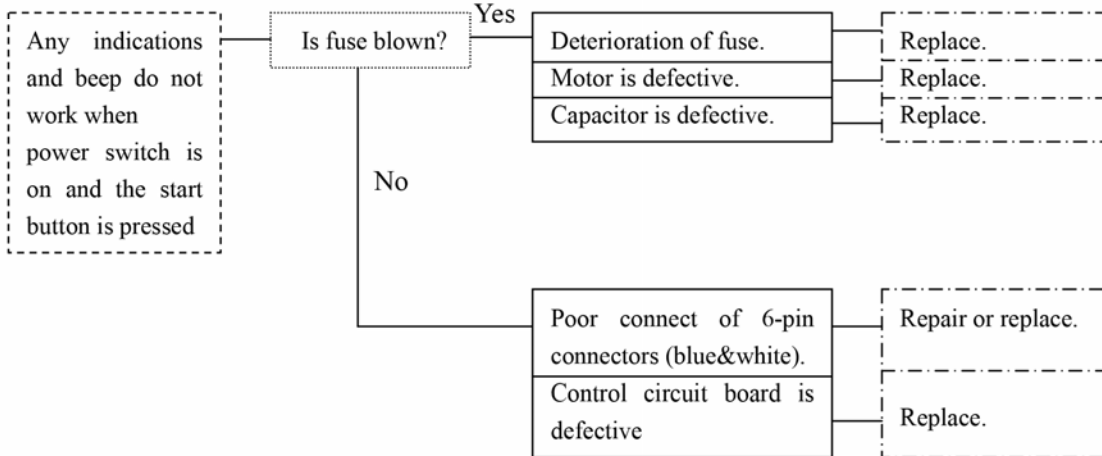 Any indications
and beep do not
work when
power switch is
on and the start
button is pressed
Is fuse blown?
Yes
Deterioration of fuse.
Replace.
Motor is defective.
Replace.
Capacitor is defective.
Replace.
No
Poor connect of 6-pin
connectors (blue&white).
Repair or replace.
Control circuit board is
defective
Replace.